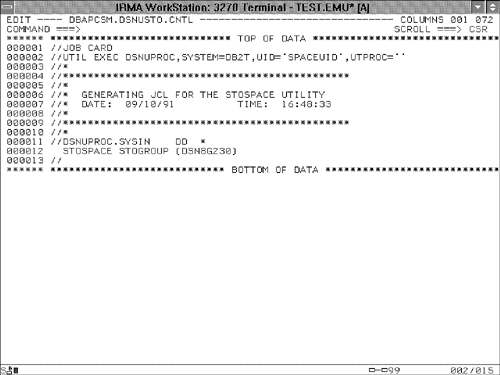 IRMA WorkStation: 3270 Terminal - TEST.EMU* [A]
EDIT ---- DBAPCSM.DSNUSTO.CNTL ---------------------------------- COLUMNS 001 072
COMMAND ===> SCROLL ===> CSR
****** ***************************** TOP OF DATA ******************************
000001 //JOB CARD
000002 //UTIL EXEC DSNUPROC,SYSTEM=DB2T,UID='SPACEUID',UTPROC=''
000003 //*
000004 //*********************************************
000005 //*
000006 //* GENERATING JCL FOR THE STOSPACE UTILITY
000007 //* DATE: 09/10/91 TIME: 16:48:33
000008 //*
000009 //*********************************************
000010 //*
000011 //DSNUPROC.SYSIN DD *
000012 STOSPACE STOGROUP (DSN8G230)
000013 //
****** ***************************** BOTTOM OF DATA ***************************
99 002/015